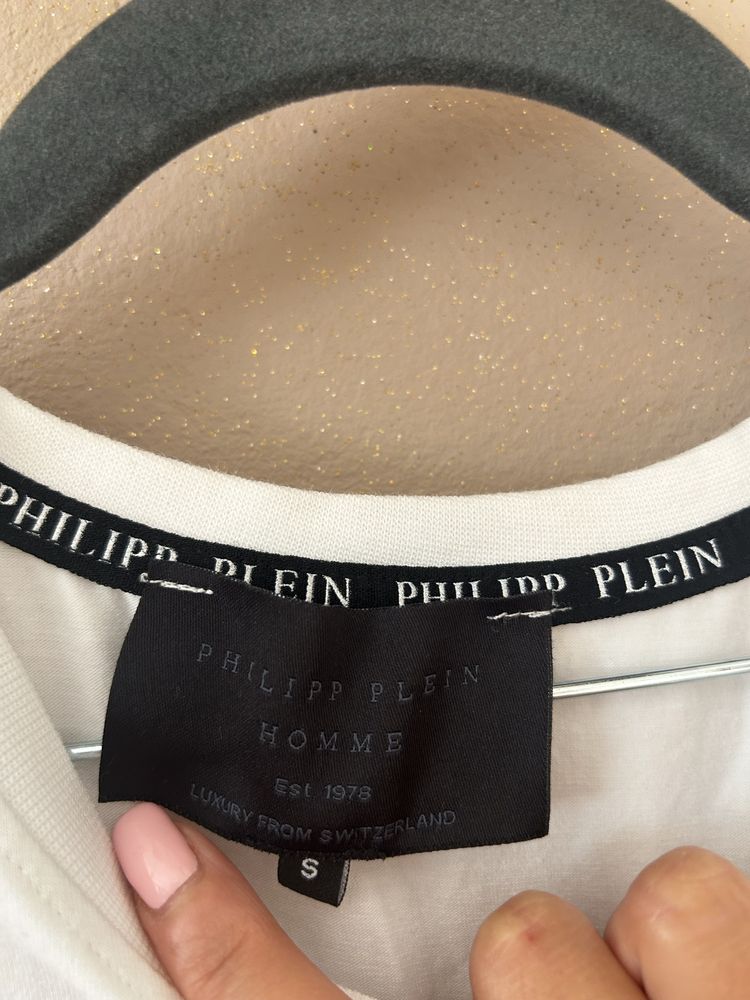 PHILIPP PLEIN PHILIPP PLEIN
PHILIPP PLEIN
HOMME
Est. 1978
LUXURY FROM SWITZERLAND
S